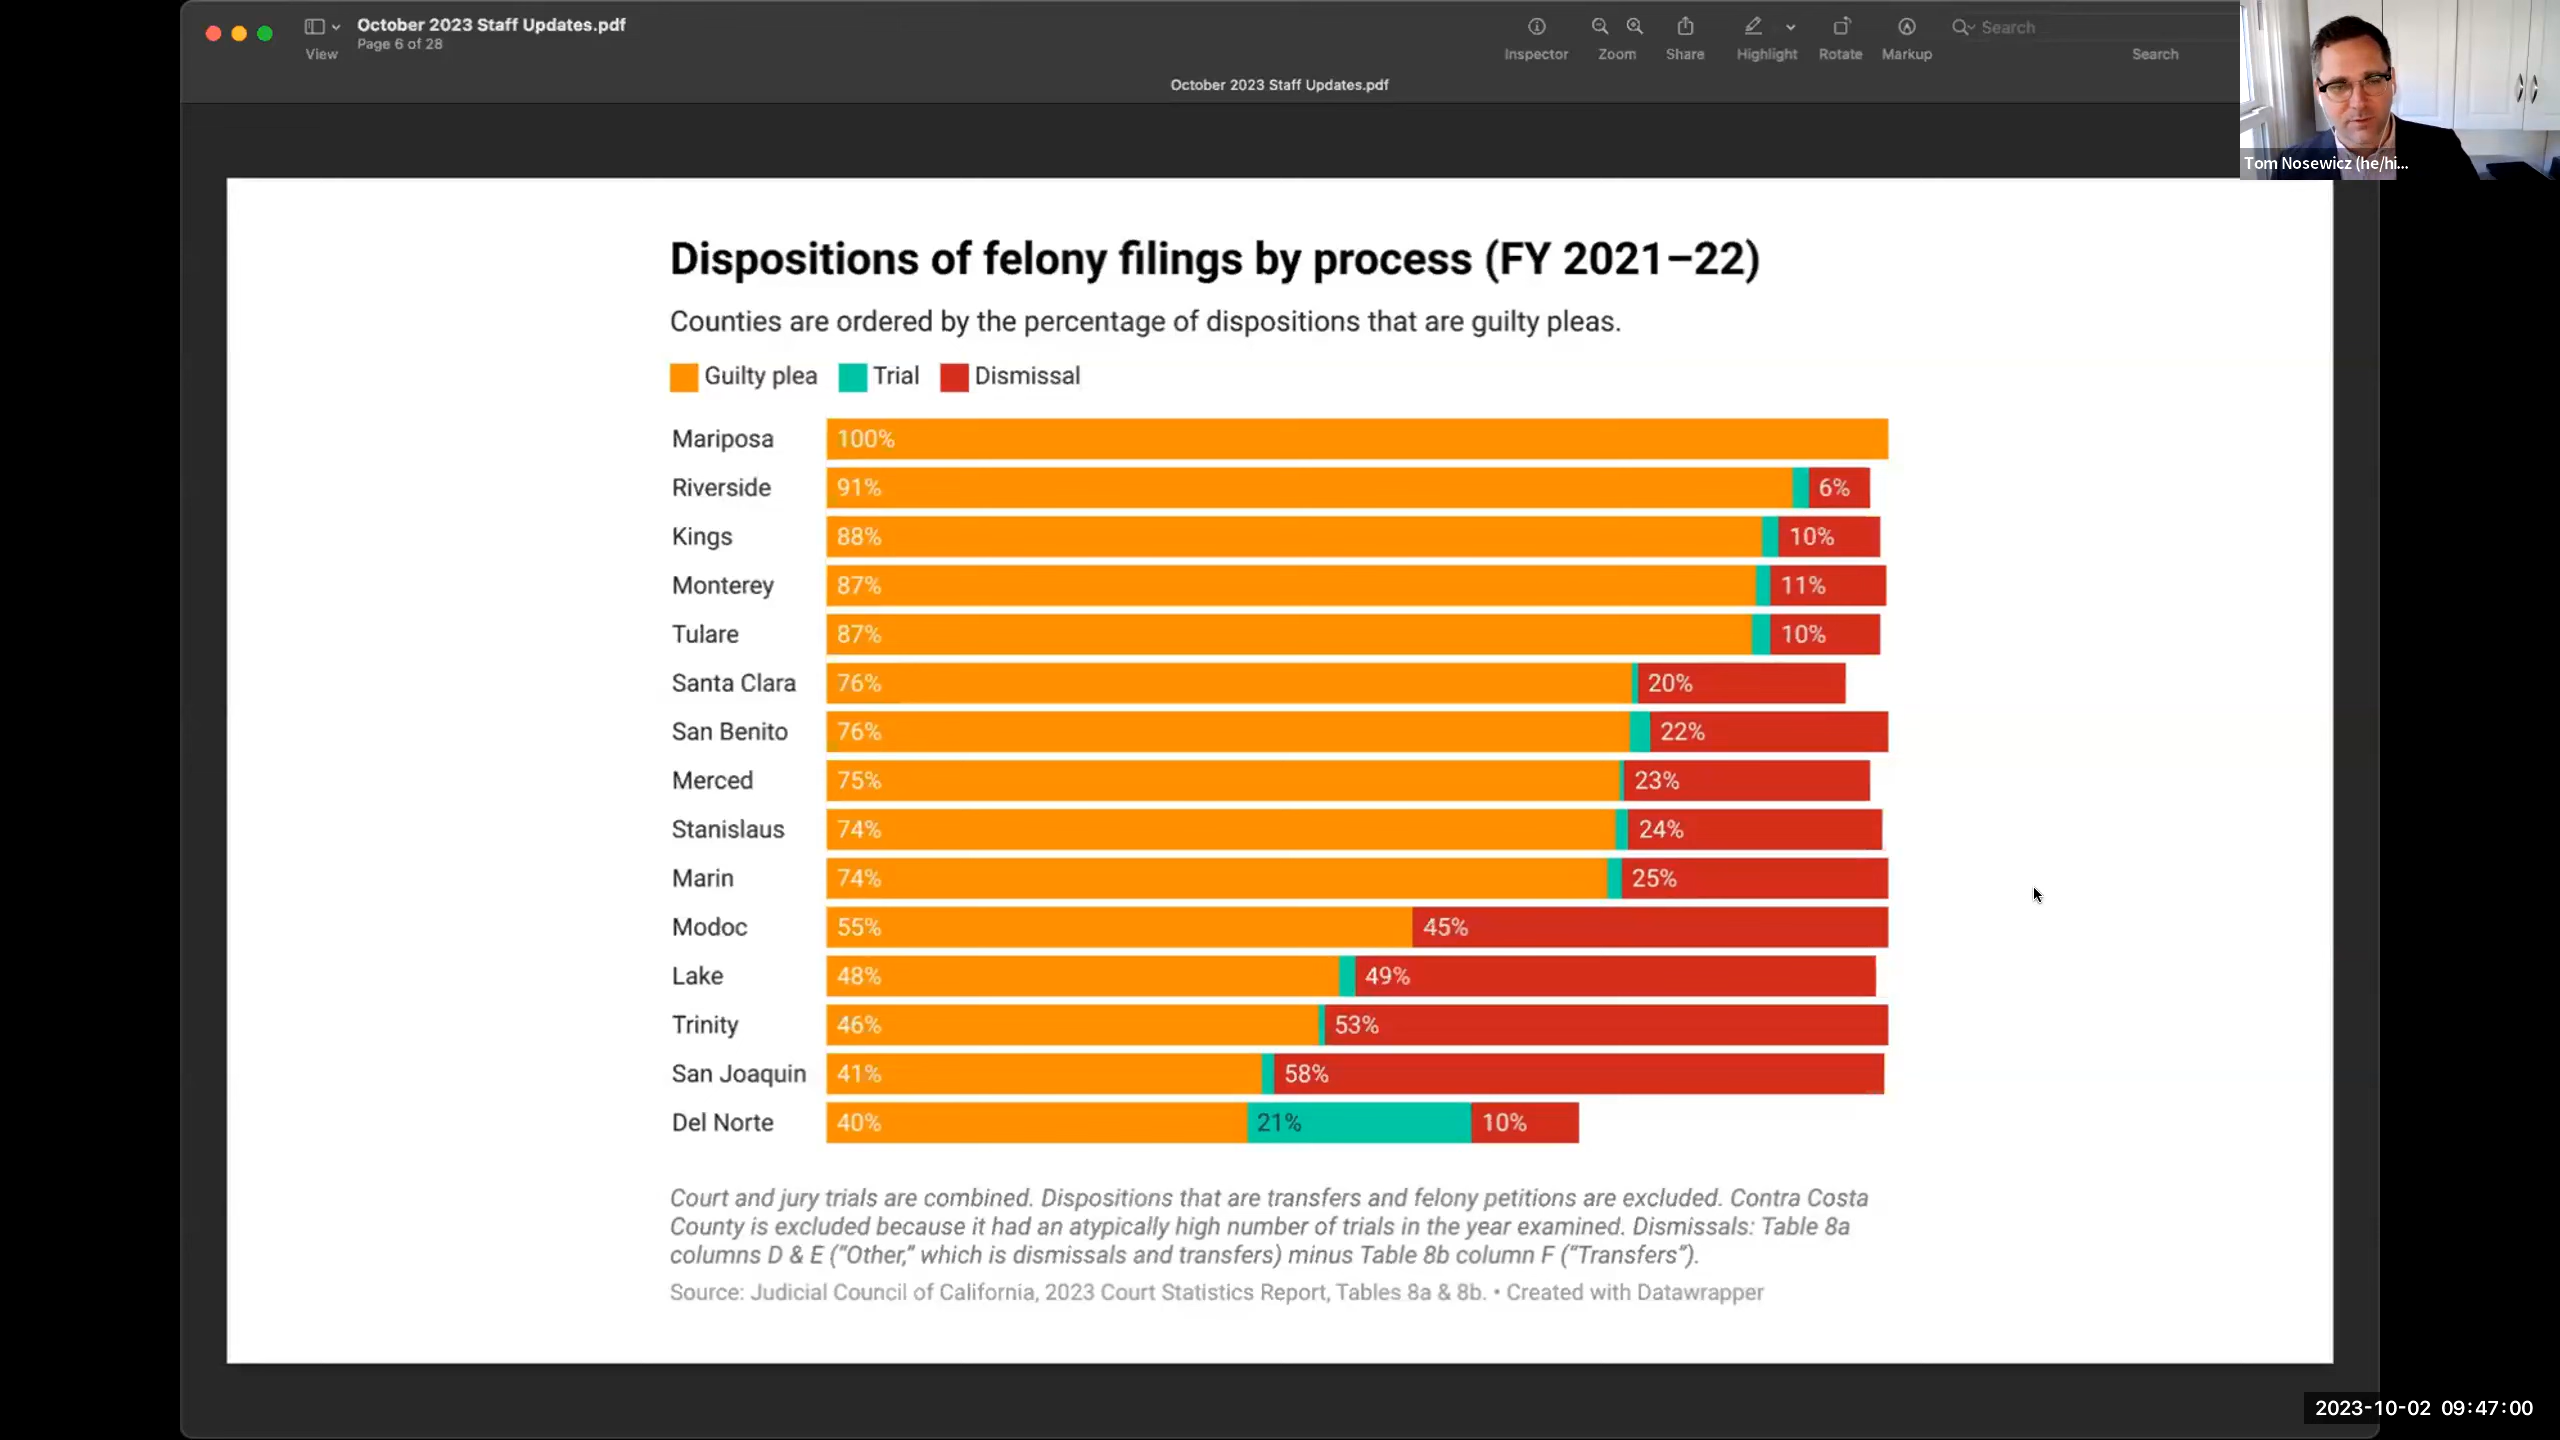 October 2023 Staff Updates.pdf
Page 6 of 28
View
Inspector
Zoom
Share
Highlight
Rotate
Markup
Search
Search
October 2023 Staff Updates.pdf
Tom Nosewicz (he/hi...
Dispositions of felony filings by process (FY 2021–22)
Counties are ordered by the percentage of dispositions that are guilty pleas.
Guilty plea Trial Dismissal
Mariposa 100%
Riverside 91% 6%
Kings 88% 10%
Monterey 87% 11%
Tulare 87% 10%
Santa Clara 76% 20%
San Benito 76% 22%
Merced 75% 23%
Stanislaus 74% 24%
Marin 74% 25%
Modoc 55% 45%
Lake 48% 49%
Trinity 46% 53%
San Joaquin 41% 58%
Del Norte 40% 21% 10%
Court and jury trials are combined. Dispositions that are transfers and felony petitions are excluded. Contra Costa
County is excluded because it had an atypically high number of trials in the year examined. Dismissals: Table 8a
columns D & E (“Other,” which is dismissals and transfers) minus Table 8b column F (“Transfers”).
Source: Judicial Council of California, 2023 Court Statistics Report, Tables 8a & 8b. • Created with Datawrapper
2023-10-02 09:47:00